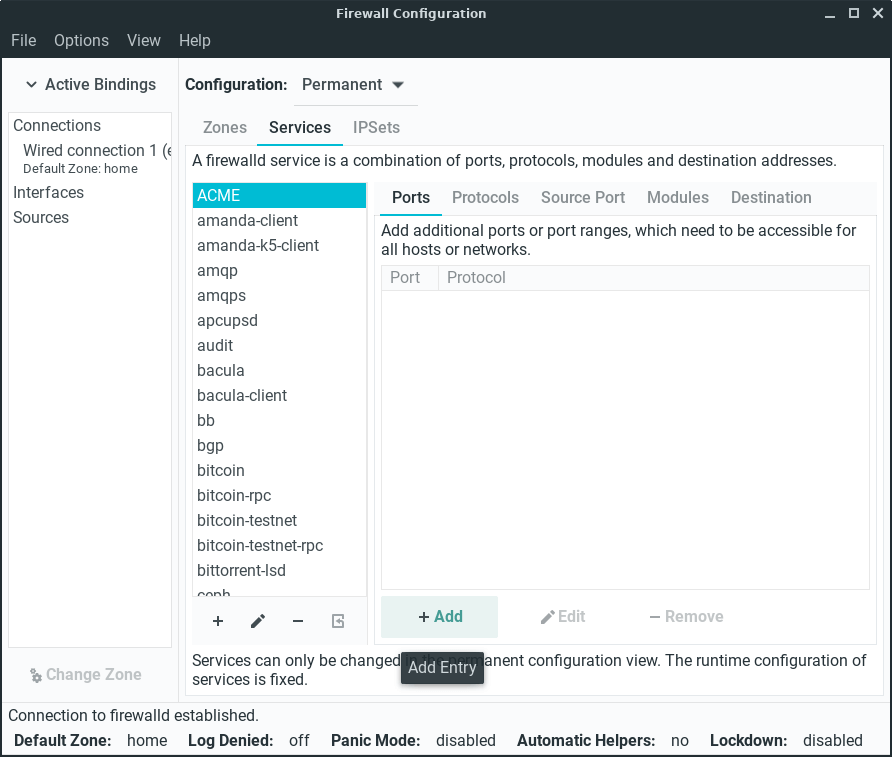 Firewall Configuration
File Options View Help
Active Bindings
Connections
Wired connection 1 (e
Default Zone: home
Interfaces
Sources
Change Zone
Configuration: Permanent
Zones Services IPSets
A firewalld service is a combination of ports, protocols, modules and destination addresses.
ACME
amanda-client
amanda-k5-client
amqp
amqps
apcupsd
audit
bacula
bacula-client
bb
bgp
bitcoin
bitcoin-rpc
bitcoin-testnet
bitcoin-testnet-rpc
bittorrent-lsd
ceph
Ports Protocols Source Port Modules Destination
Add additional ports or port ranges, which need to be accessible for
all hosts or networks.
Port Protocol
Add Edit Remove
Add Entry
Services can only be changed in the permanent configuration view. The runtime configuration of
services is fixed.
Connection to firewalld established.
Default Zone: home Log Denied: off Panic Mode: disabled Automatic Helpers: no Lockdown: disabled